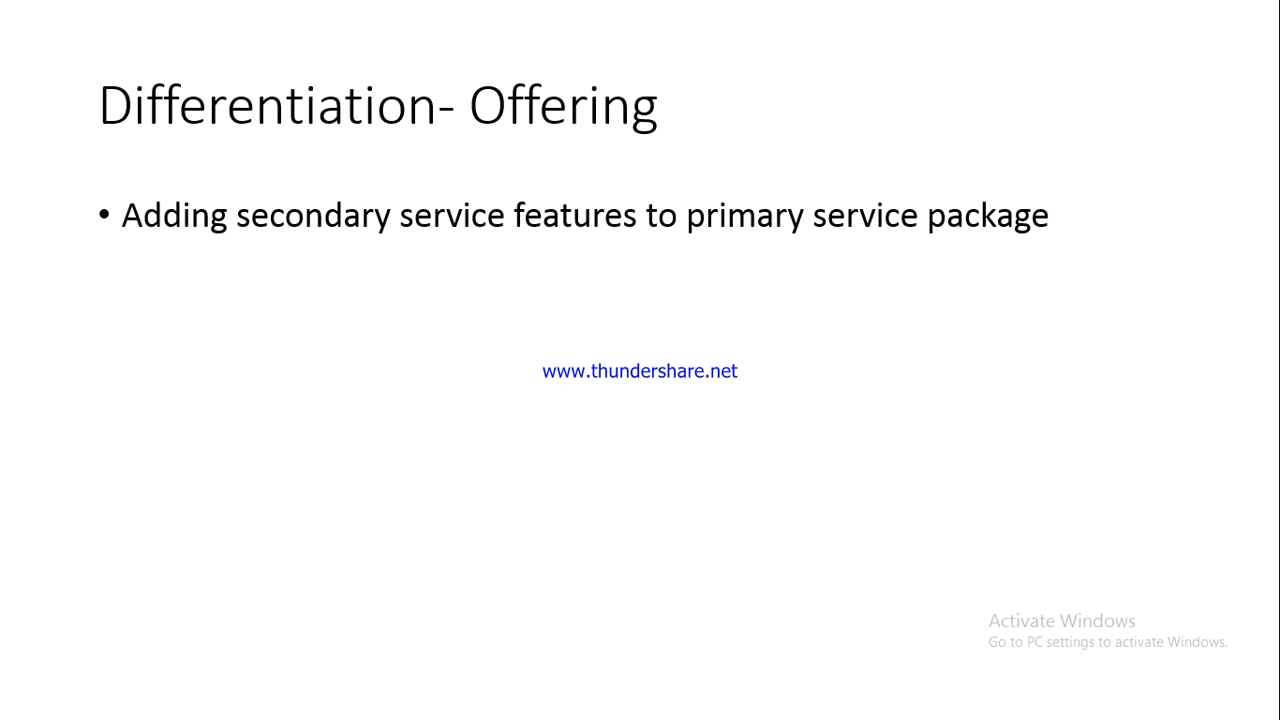 Differentiation- Offering
• Adding secondary service features to primary service package
www.thundershare.net
Activate Windows
Go to PC settings to activate Windows.